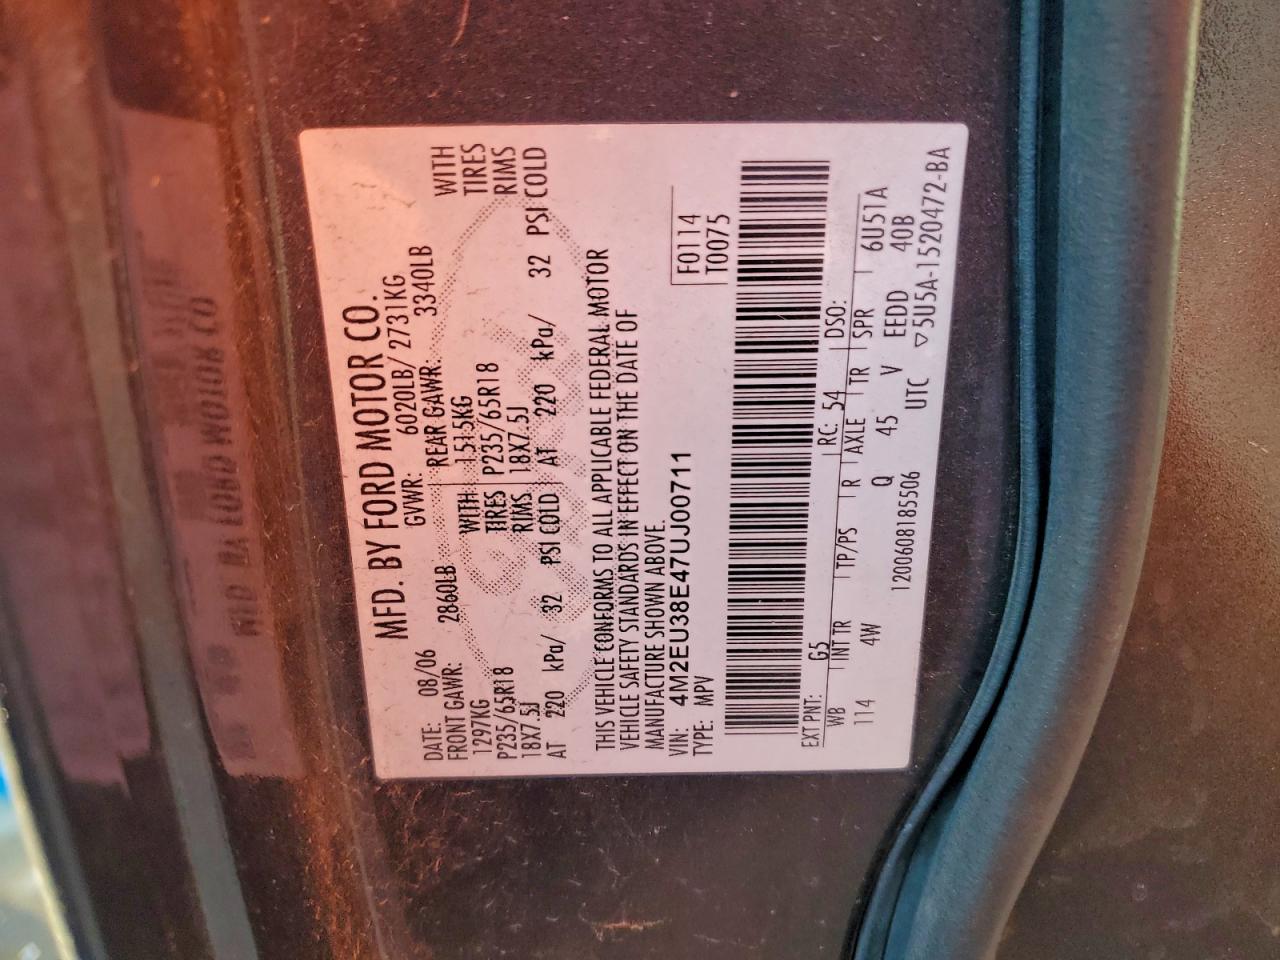 MFD. BY FORD MOTOR CO.
DATE: 08/06 GVWR: 6020LB/ 2731KG
FRONT GAWR: 2860LB REAR GAWR: 3340LB
1297KG WITH 1515KG WITH
P235/65R18 TIRES P235/65R18 TIRES
18X7.5J RIMS 18X7.5J RIMS
AT 220 kPa/ 32 PSI COLD AT 220 kPa/ 32 PSI COLD
THIS VEHICLE CONFORMS TO ALL APPLICABLE FEDERAL MOTOR
VEHICLE SAFETY STANDARDS IN EFFECT ON THE DATE OF
MANUFACTURE SHOWN ABOVE.
VIN: 4M2EU38E47UJ00711 F0114
TYPE: MPV T0075
EXT PNT: G5 RC: 54 DSO:
WB INT TR TP/PS R AXLE TR SPR 6U51A
114 4W Q 45 V EEDD 40B
1200608185506 UTC ▽5U5A-1520472-BA